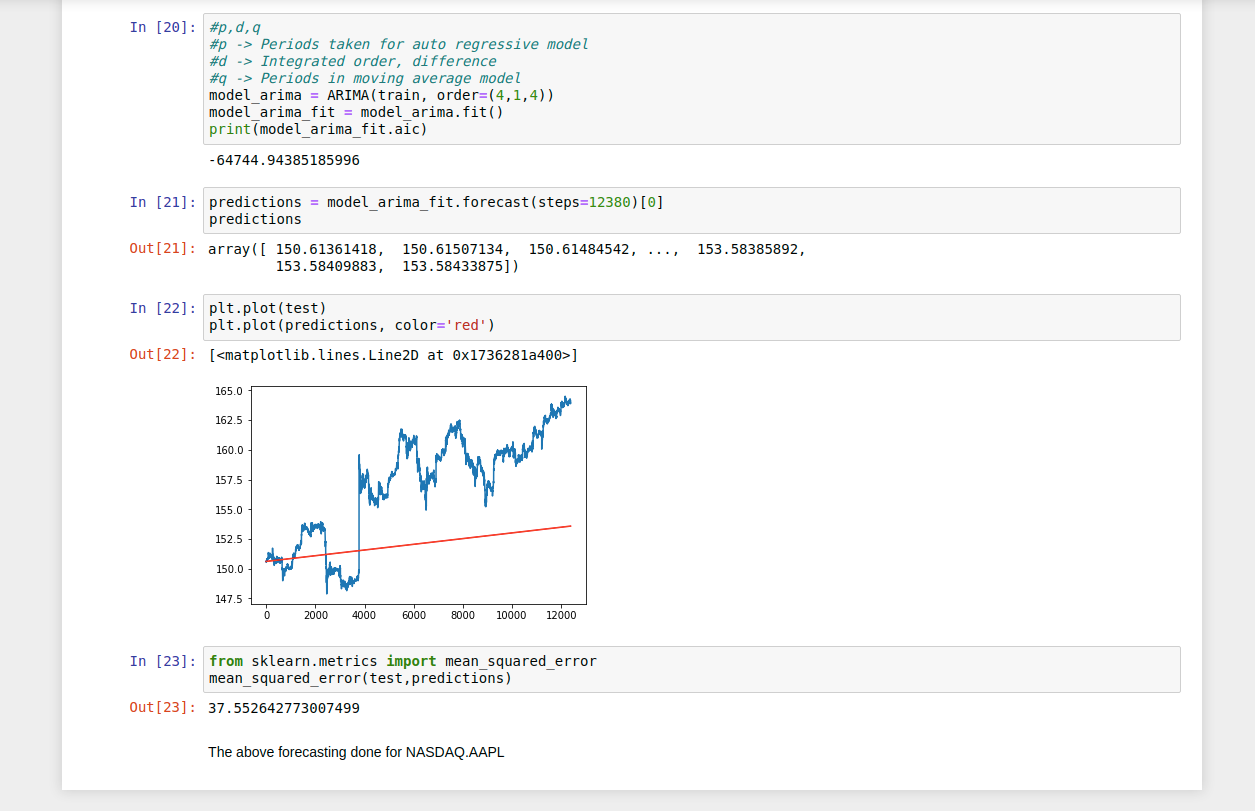 In [20]: #p,d,q
#p -> Periods taken for auto regressive model
#d -> Integrated order, difference
#q -> Periods in moving average model
model_arima = ARIMA(train, order=(4,1,4))
model_arima_fit = model_arima.fit()
print(model_arima_fit.aic)
-64744.94385185996
In [21]: predictions = model_arima_fit.forecast(steps=12380)[0]
predictions
Out[21]: array([ 150.61361418,  150.61507134,  150.61484542, ...,  153.58385892,
153.58409883,  153.58433875])
In [22]: plt.plot(test)
plt.plot(predictions, color='red')
Out[22]: [<matplotlib.lines.Line2D at 0x1736281a400>]
165.0
162.5
160.0
157.5
155.0
152.5
150.0
147.5
0 2000 4000 6000 8000 10000 12000
In [23]: from sklearn.metrics import mean_squared_error
mean_squared_error(test,predictions)
Out[23]: 37.552642773007499
The above forecasting done for NASDAQ.AAPL